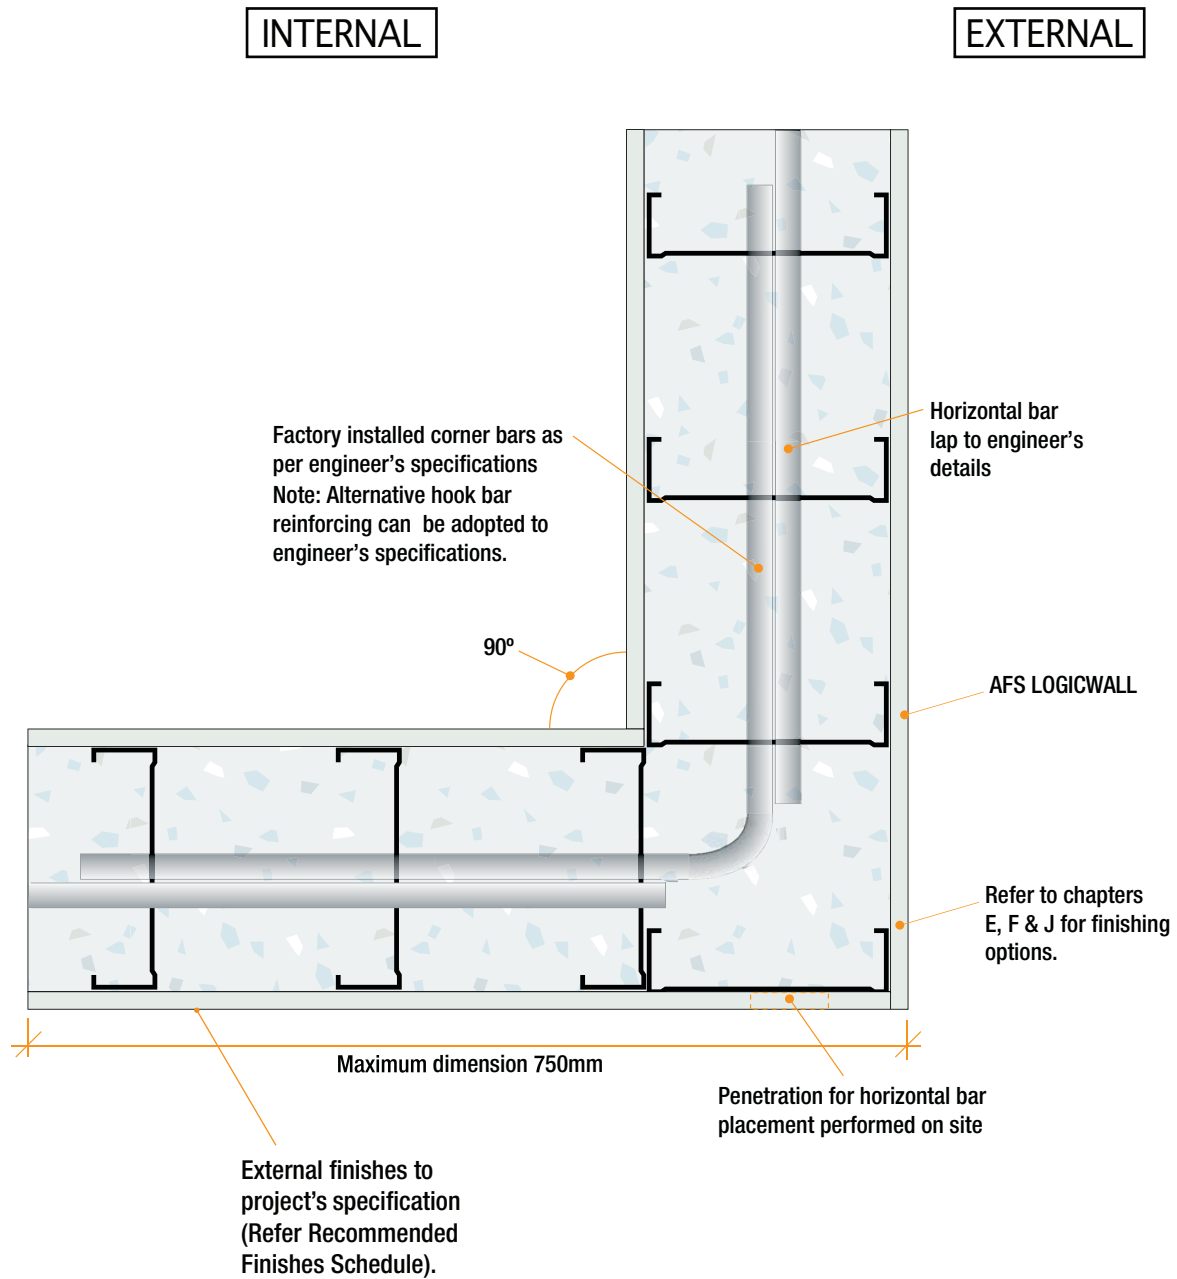 INTERNAL
EXTERNAL
Horizontal bar
lap to engineer's
details
Factory installed corner bars as
per engineer's specifications
Note: Alternative hook bar
reinforcing can be adopted to
engineer's specifications.
90º
AFS LOGICWALL
Refer to chapters
E, F & J for finishing
options.
Maximum dimension 750mm
Penetration for horizontal bar
placement performed on site
External finishes to
project's specification
(Refer Recommended
Finishes Schedule).